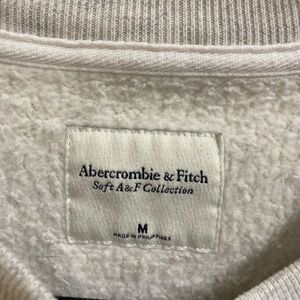 Abercrombie & Fitch
Soft A&F Collection
M
MADE IN PHILIPPINES